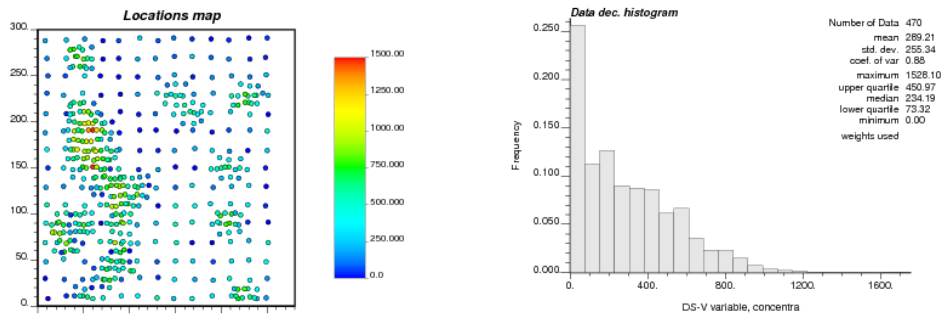 Locations map
300.
250.
200.
150.
100.
50.
0.
1500.00
1250.00
1000.00
750.000
500.000
250.000
0.0
Data dec. histogram
Frequency
0.250
0.200
0.150
0.100
0.050
0.000
0.
400.
800.
1200.
1600.
DS-V variable, concentra
Number of Data 470
mean 289.21
std. dev. 255.34
coef. of var 0.88
maximum 1528.10
upper quartile 450.97
median 234.19
lower quartile 73.32
minimum 0.00
weights used